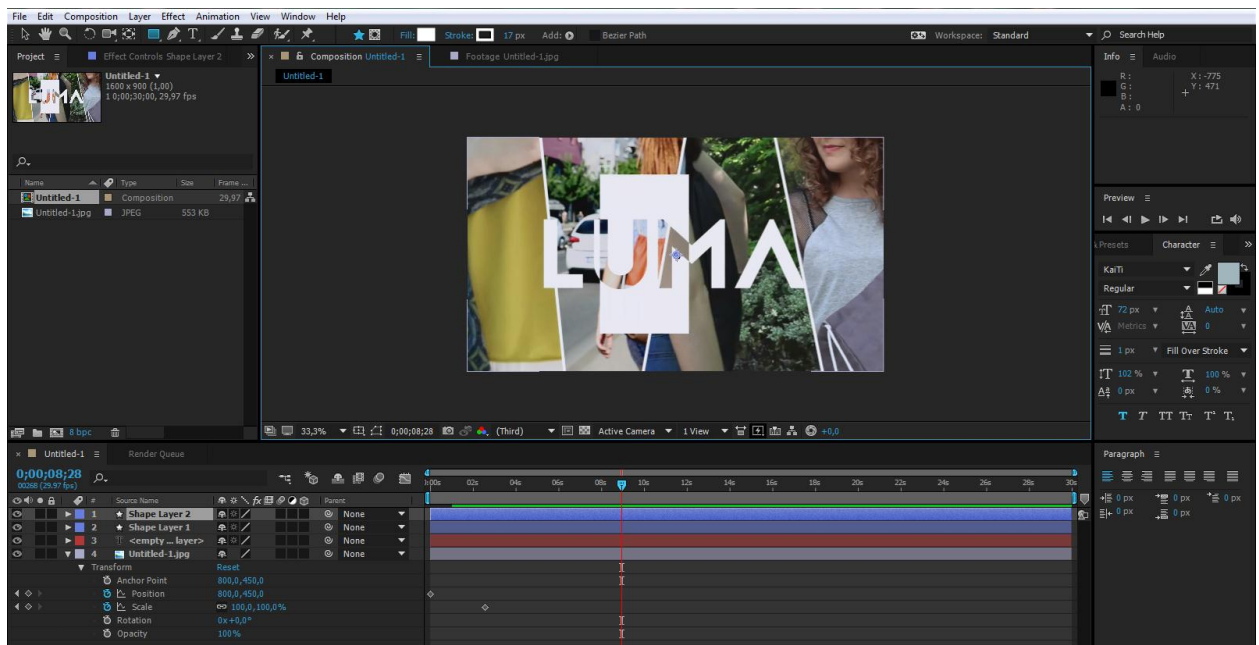 File Edit Composition Layer Effect Animation View Window Help
Fill: Stroke: 17 px Add: Bezier Path Workspace: Standard Search Help
Project Effect Controls Shape Layer 2 Composition Untitled-1 Footage Untitled-1.jpg Info Audio
Untitled-1
1600 x 900 (1,00)
1 0;00;30;00, 29,97 fps
Untitled-1
R: X: -775
G: Y: 471
B:
A: 0
LUMA
Name Type Size Frame ...
Untitled-1 Composition 29,97
Untitled-1.jpg JPEG 553 KB
Preview
Presets Character
KaiTi
Regular
72 px Auto
Metrics 0
1 px Fill Over Stroke
102 % 100 %
0 px 0 %
T T TT Tt T' T,
8 bpc 33,3% 0;00;08;28 (Third) Active Camera 1 View +0,0
Untitled-1 Render Queue
0;00;08;28
00268 (29.97 fps)
:00s 02s 04s 06s 08s 10s 12s 14s 16s 18s 20s 22s 24s 26s 28s 30s
# Source Name Parent
1 Shape Layer 2 None
2 Shape Layer 1 None
3 T <empty ... layer> None
4 Untitled-1.jpg None
Transform Reset
Anchor Point 800,0,450,0
Position 800,0,450,0
Scale 100,0,100,0%
Rotation 0x+0,0°
Opacity 100%
Paragraph
0 px 0 px 0 px
0 px 0 px